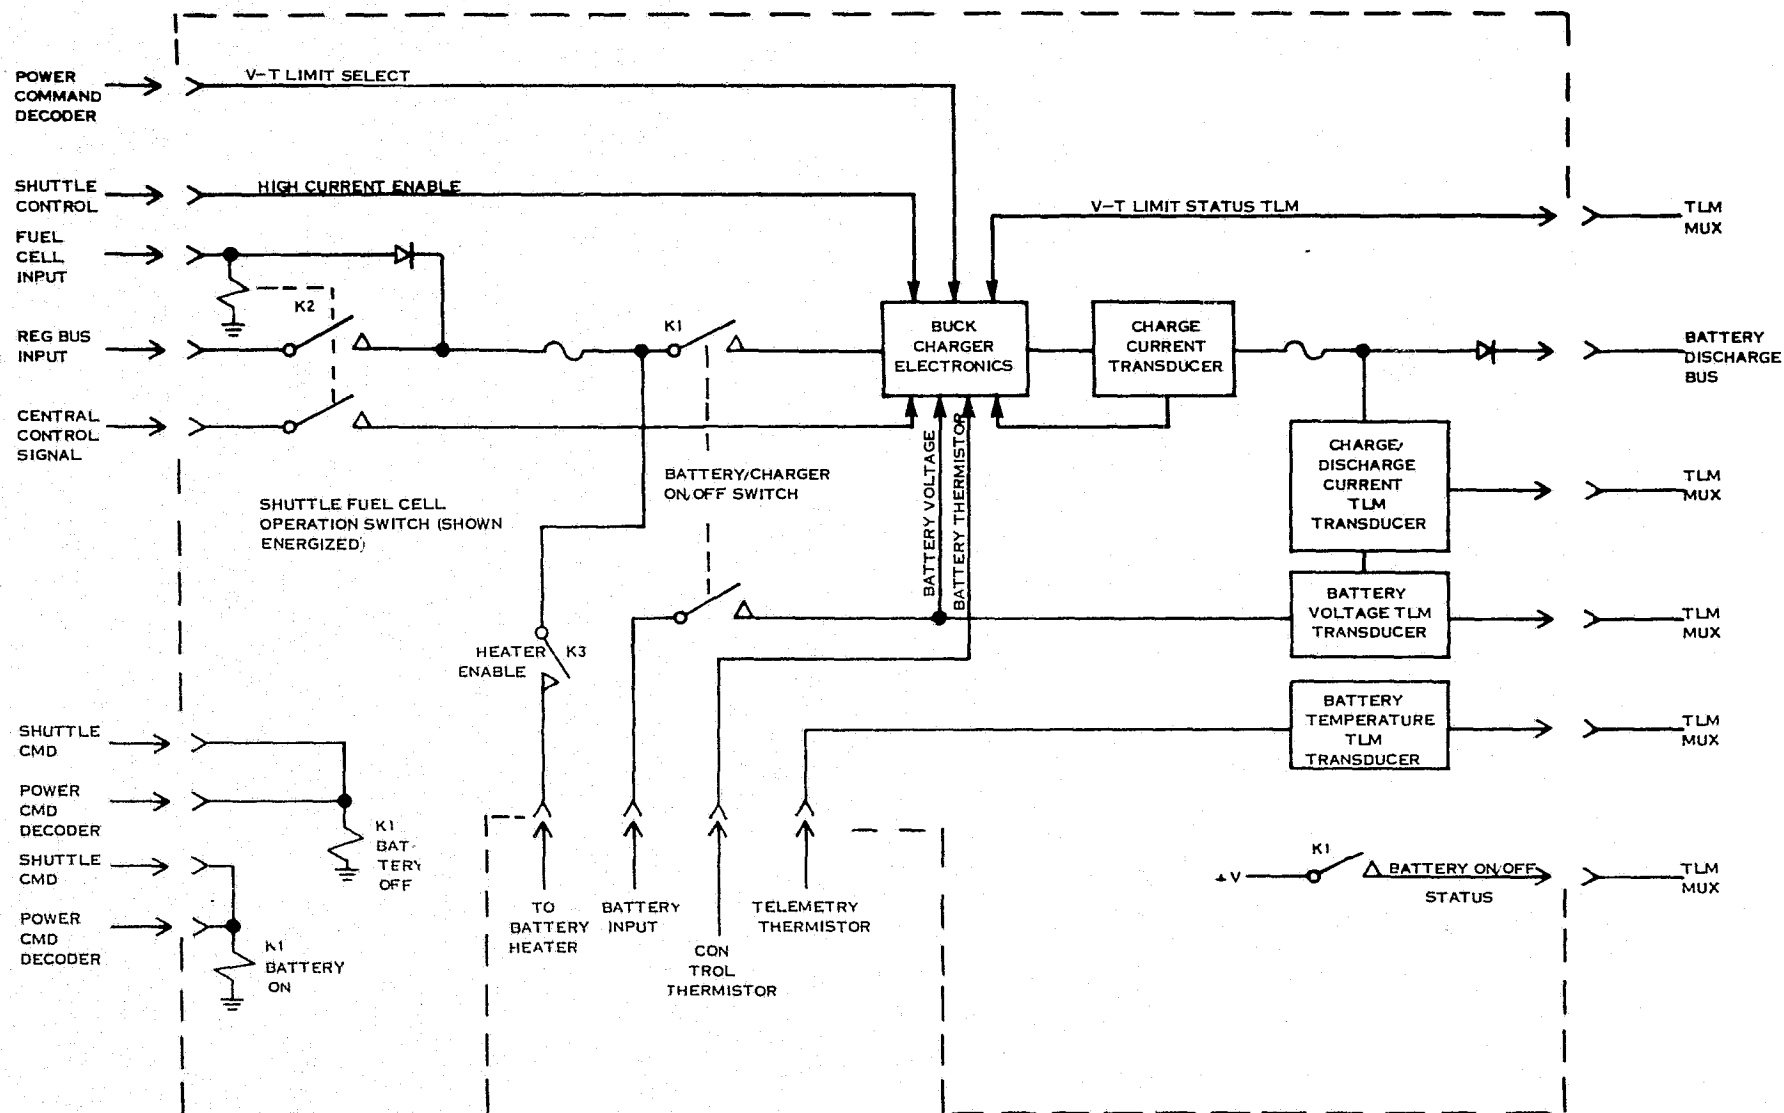 POWER
COMMAND
DECODER
V-T LIMIT SELECT
SHUTTLE
CONTROL
HIGH CURRENT ENABLE
FUEL
CELL
INPUT
K2
REG BUS
INPUT
K1
CENTRAL
CONTROL
SIGNAL
SHUTTLE FUEL CELL
OPERATION SWITCH (SHOWN
ENERGIZED)
BATTERY/CHARGER
ON/OFF SWITCH
BUCK
CHARGER
ELECTRONICS
CHARGE
CURRENT
TRANSDUCER
V-T LIMIT STATUS TLM
TLM
MUX
BATTERY
DISCHARGE
BUS
BATTERY VOLTAGE
BATTERY THERMISTOR
CHARGE/
DISCHARGE
CURRENT
TLM
TRANSDUCER
TLM
MUX
BATTERY
VOLTAGE TLM
TRANSDUCER
TLM
MUX
HEATER
ENABLE
K3
BATTERY
TEMPERATURE
TLM
TRANSDUCER
TLM
MUX
SHUTTLE
CMD
POWER
CMD
DECODER
K1
BAT-
TERY
OFF
SHUTTLE
CMD
POWER
CMD
DECODER
K1
BATTERY
ON
TO
BATTERY
HEATER
BATTERY
INPUT
CON
TROL
THERMISTOR
TELEMETRY
THERMISTOR
+V
K1
BATTERY ON/OFF
STATUS
TLM
MUX